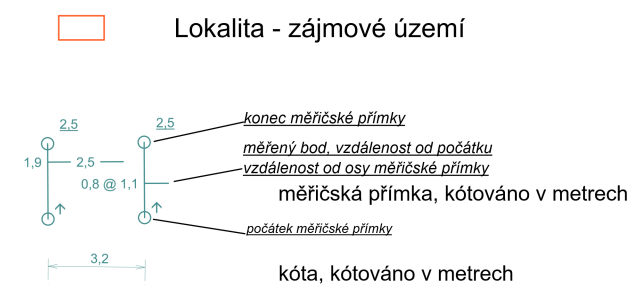 Lokalita - zájmové území
2,5
2,5
konec měřičské přímky
měřený bod, vzdálenost od počátku
1,9
2,5
vzdálenost od osy měřičské přímky
0,8 @ 1,1
měřičská přímka, kótováno v metrech
počátek měřičské přímky
3,2
kóta, kótováno v metrech